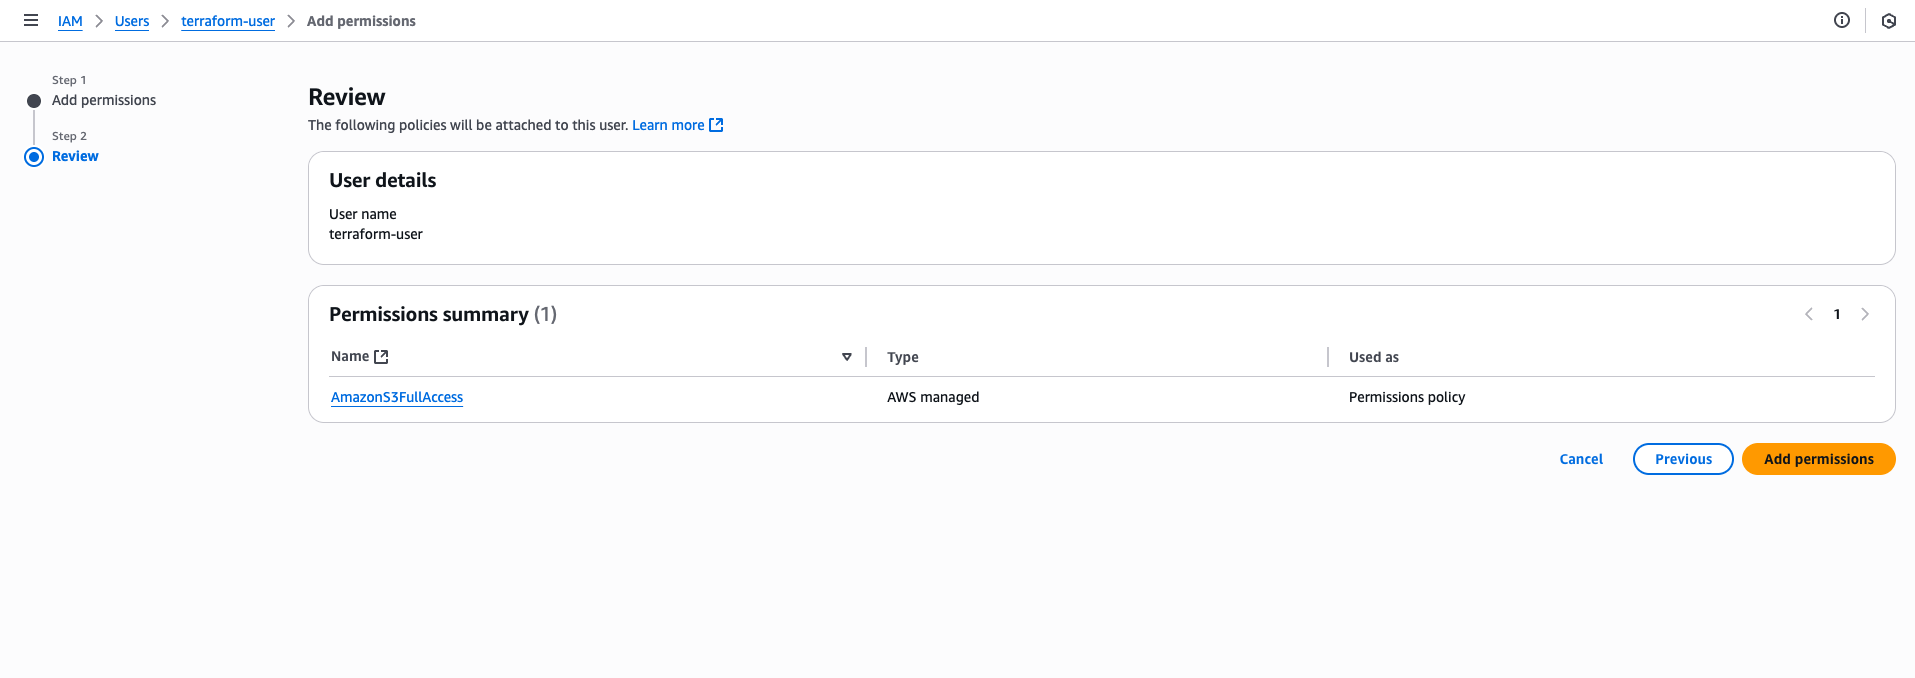 IAM > Users > terraform-user > Add permissions
Step 1
Add permissions
Step 2
Review
Review
The following policies will be attached to this user. Learn more
User details
User name
terraform-user
Permissions summary (1)
1
Name Type Used as
AmazonS3FullAccess AWS managed Permissions policy
Cancel Previous Add permissions